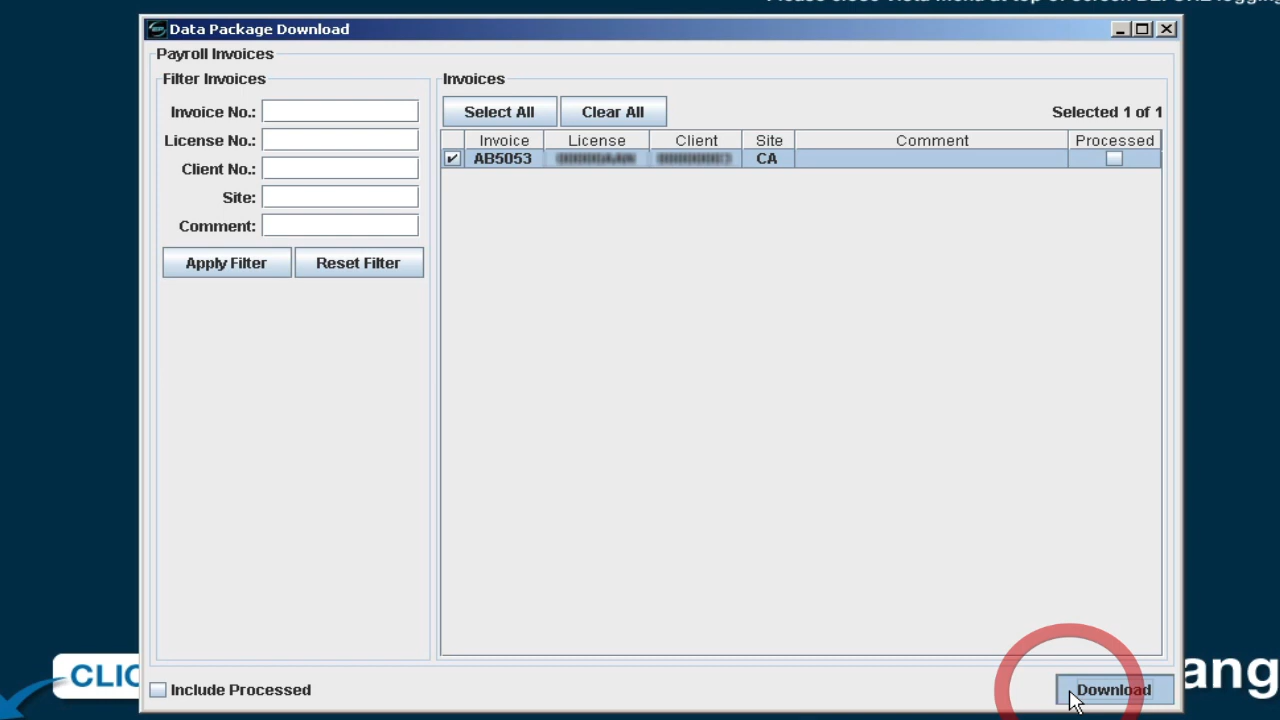 Data Package Download
Payroll Invoices
Filter Invoices
Invoice No.:
License No.:
Client No.:
Site:
Comment:
Apply Filter Reset Filter
Invoices
Select All Clear All Selected 1 of 1
Invoice License Client Site Comment Processed
AB5053 CA
Include Processed
Download
CLIC
ang